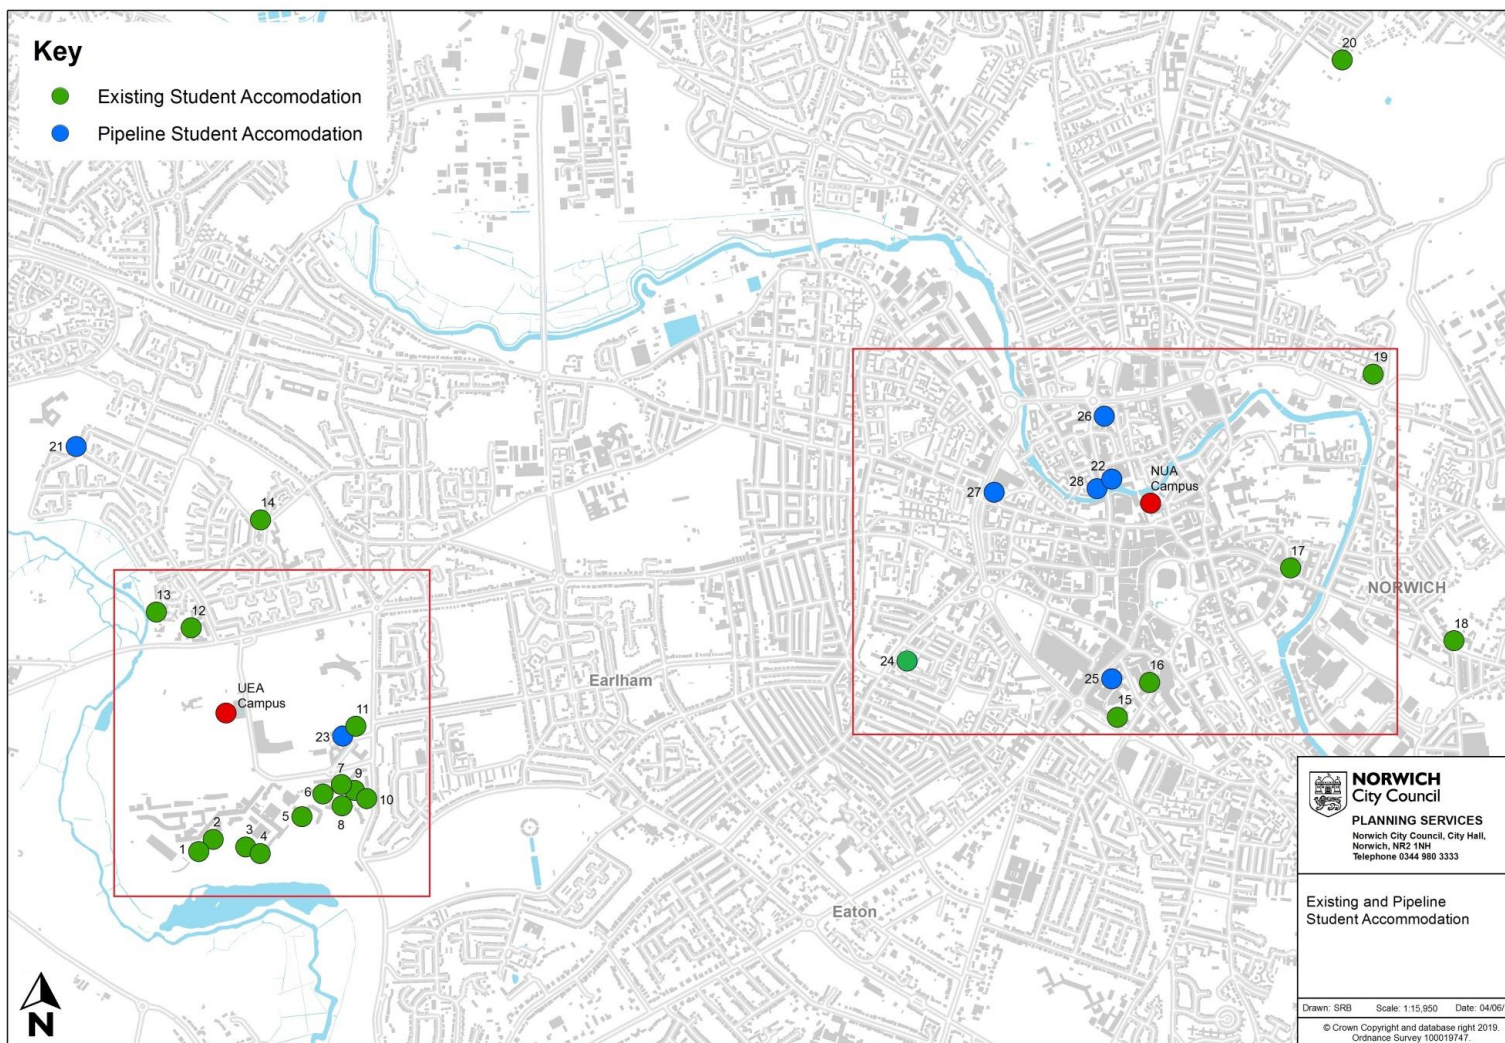 Key
Existing Student Accomodation
Pipeline Student Accomodation
20
19
26
21
22
NUA
Campus
28
27
14
17
NORWICH
13
12
18
24
Earlham
16
25
UEA
Campus
15
11
23
7
9
6
10
5
8
2
3
4
1
Eaton
N
NORWICH
City Council
PLANNING SERVICES
Norwich City Council, City Hall,
Norwich, NR2 1NH
Telephone 0344 980 3333
Existing and Pipeline
Student Accommodation
Drawn: SRB Scale: 1:15,950 Date: 04/06/
© Crown Copyright and database right 2019.
Ordnance Survey 100019747.